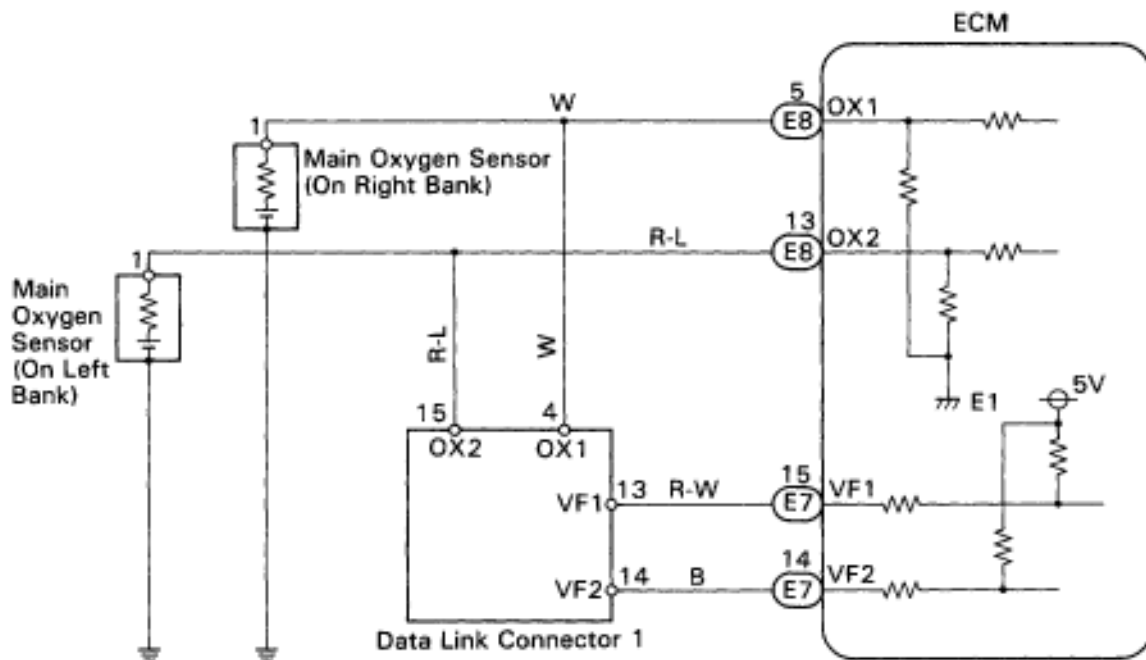 ECM
W
5
E8
OX1
1
Main Oxygen Sensor
(On Right Bank)
R-L
13
E8
OX2
1
Main
Oxygen
Sensor
(On Left
Bank)
R-L
W
E1
5V
15
OX2
4
OX1
VF1
13
R-W
15
E7
VF1
VF2
14
B
14
E7
VF2
Data Link Connector 1